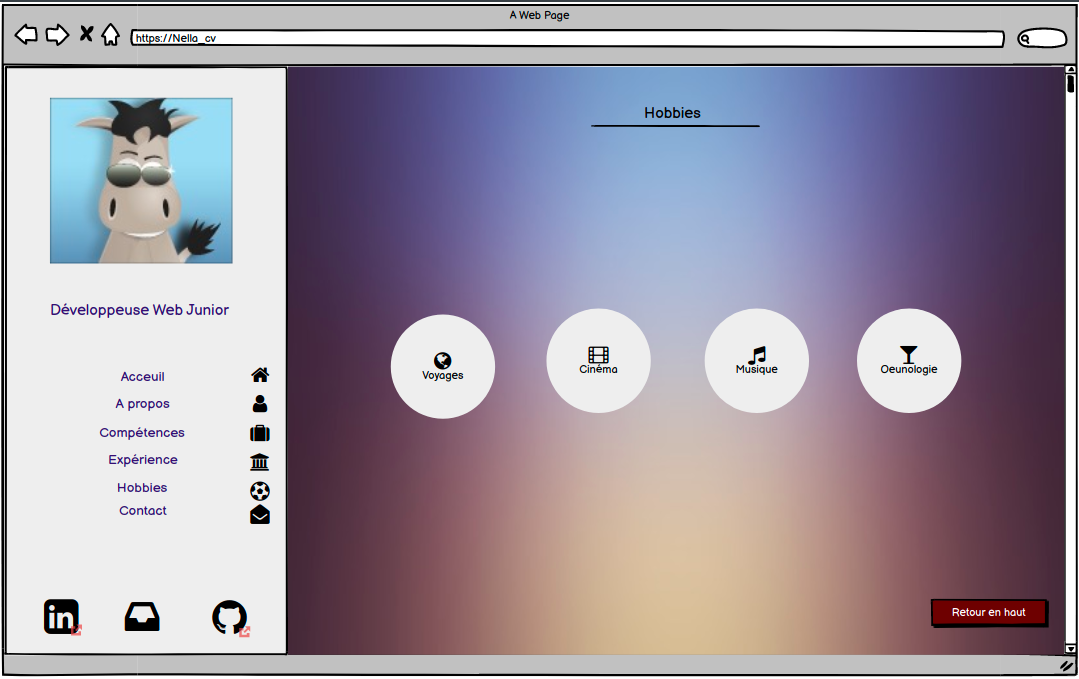 A Web Page
https://Nella_cv
Développeuse Web Junior
Acceuil
A propos
Compétences
Expérience
Hobbies
Contact
in
Hobbies
Voyages
Cinéma
Musique
Oeunologie
Retour en haut